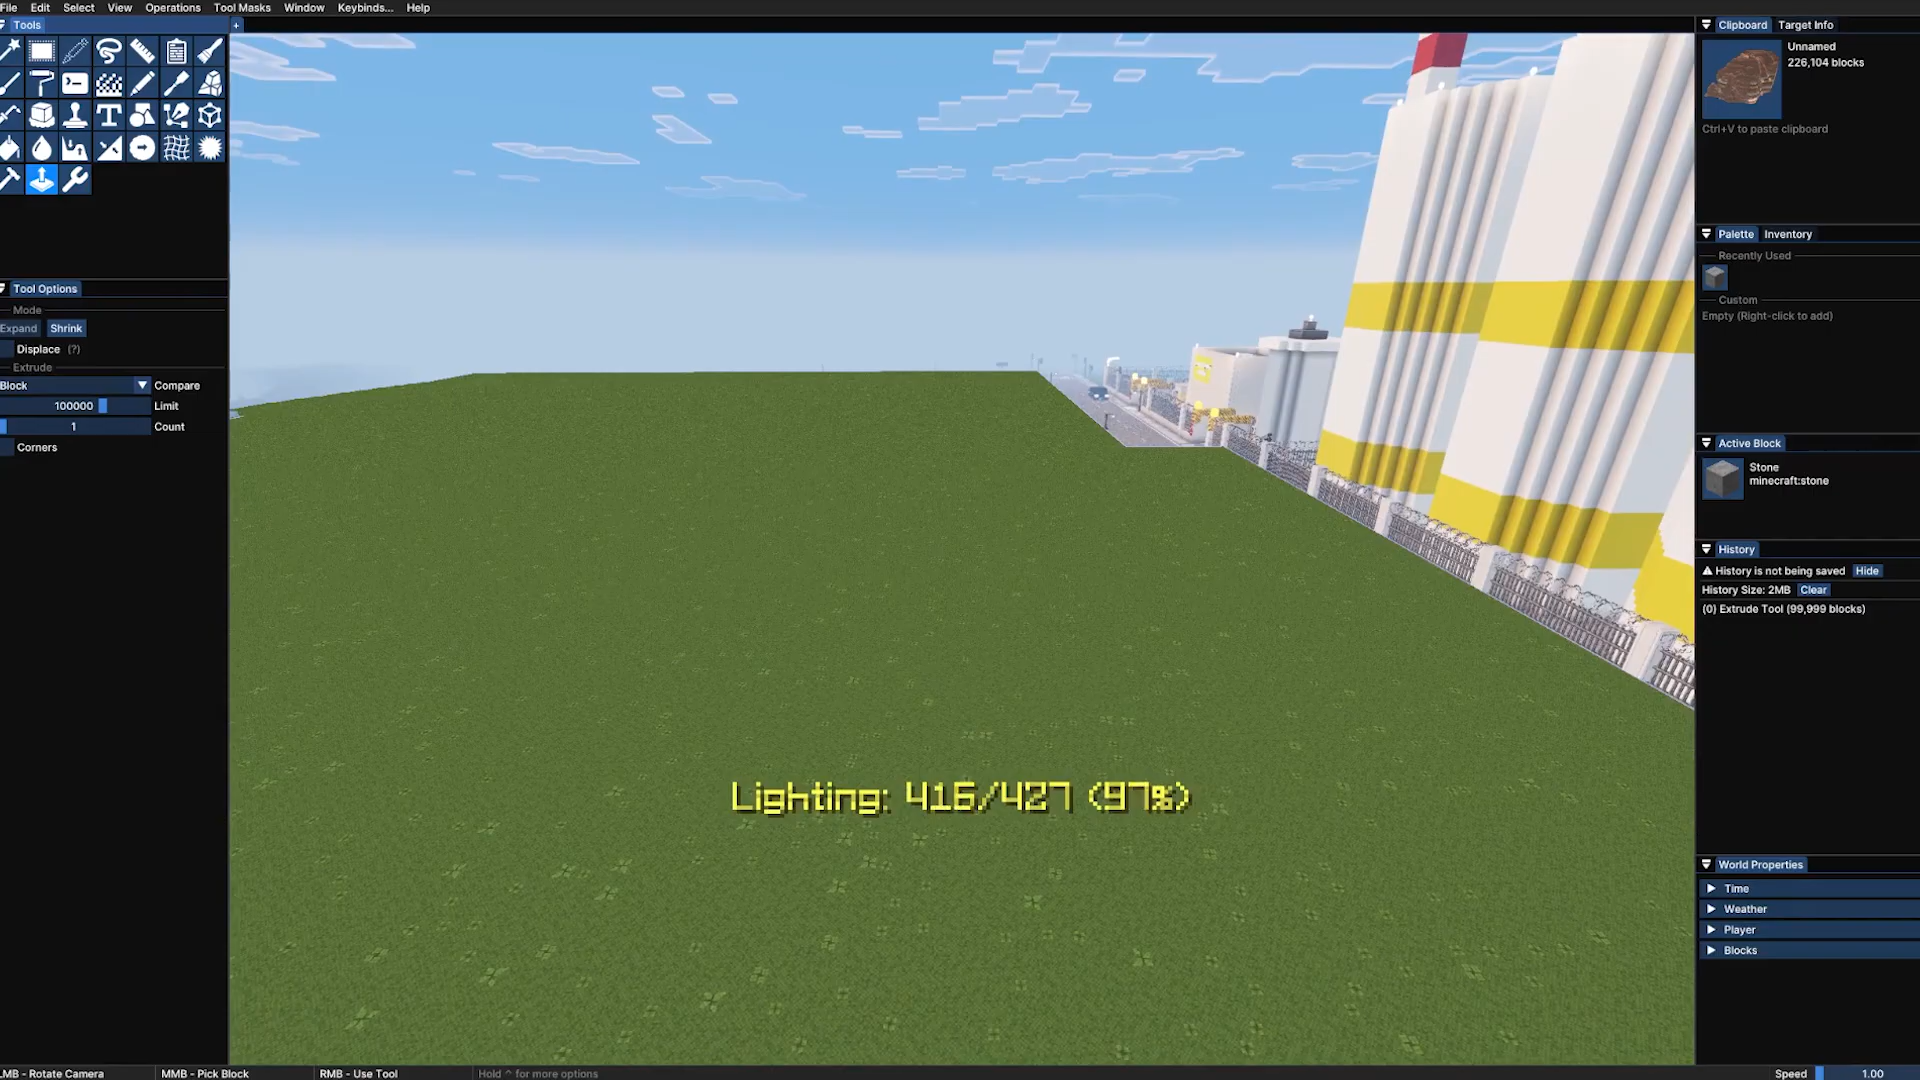 File Edit Select View Operations Tool Masks Window Keybinds... Help
Tools
+
Tool Options
Mode
Expand Shrink
Displace (?)
Extrude
Block Compare
100000 Limit
1 Count
Corners
Lighting: 416/427 (97%)
Clipboard Target Info
Unnamed
226,104 blocks
Ctrl+V to paste clipboard
Palette Inventory
Recently Used
Custom
Empty (Right-click to add)
Active Block
Stone
minecraft:stone
History
History is not being saved Hide
History Size: 2MB Clear
(0) Extrude Tool (99,999 blocks)
World Properties
Time
Weather
Player
Blocks
LMB - Rotate Camera MMB - Pick Block RMB - Use Tool Hold ^ for more options Speed 1.00